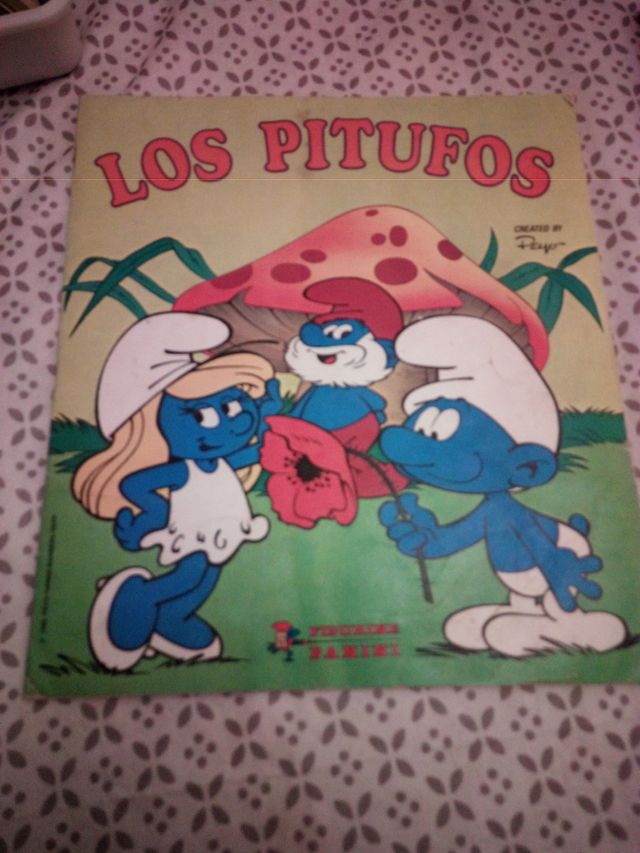 LOS PITUFOS
CREATED BY
Peyo
FIGURINE
PANINI